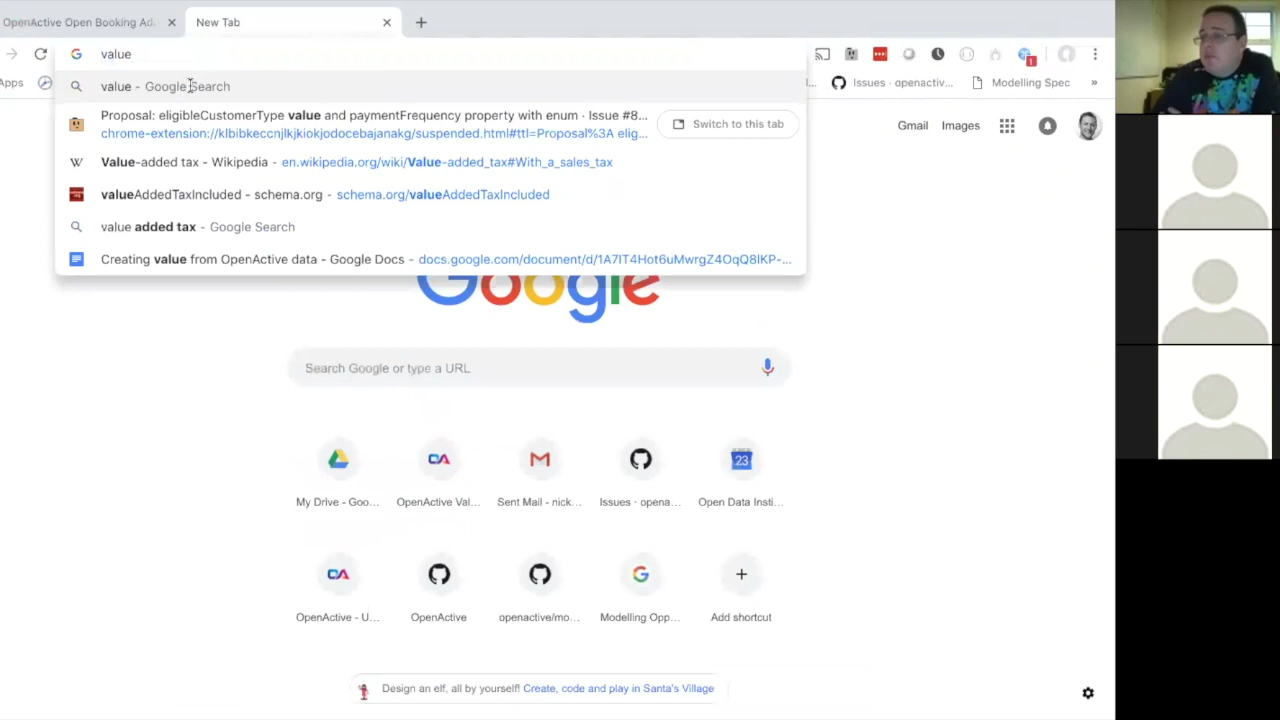 OpenActive Open Booking Ad
New Tab
value
Apps
Issues · openactiv...
Modelling Spec
»
value - Google Search
Proposal: eligibleCustomerType value and paymentFrequency property with enum · Issue #8...
chrome-extension://klbibkeccnjlkjkiokjodocebajanakg/suspended.html#ttl=Proposal%3A elig...
Switch to this tab
Value-added tax - Wikipedia - en.wikipedia.org/wiki/Value-added_tax#With_a_sales_tax
valueAddedTaxIncluded - schema.org - schema.org/valueAddedTaxIncluded
value added tax - Google Search
Creating value from OpenActive data - Google Docs - docs.google.com/document/d/1A7IT4Hot6uMwrgZ4OqQ8IKP-...
Gmail
Images
Google
Search Google or type a URL
My Drive - Goo...
OpenActive Val...
Sent Mail - nick...
Issues · opena...
23
Open Data Insti...
OpenActive - U...
OpenActive
openactive/mo...
Modelling Opp...
Add shortcut
Design an elf, all by yourself! Create, code and play in Santa's Village
1